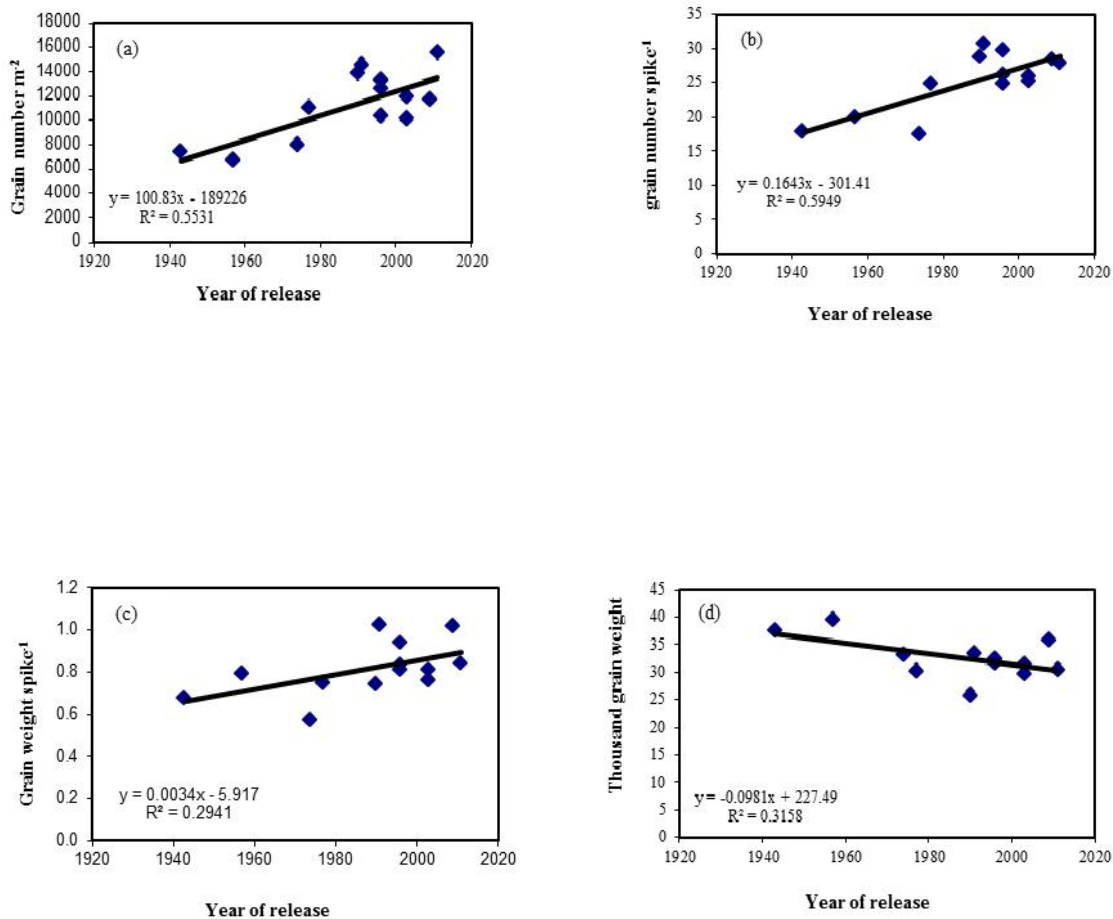 18000
16000
14000
12000
10000
8000
6000
4000
2000
0
Grain number m⁻²
(a)
y = 100.83x - 189226
R² = 0.5531
1920 1940 1960 1980 2000 2020
Year of release
35
30
25
20
15
10
5
0
grain number spike⁻¹
(b)
y = 0.1643x - 301.41
R² = 0.5949
1920 1940 1960 1980 2000 2020
Year of release
1.2
1.0
0.8
0.6
0.4
0.2
0.0
Grain weight spike⁻¹
(c)
y = 0.0034x - 5.917
R² = 0.2941
1920 1940 1960 1980 2000 2020
Year of release
45
40
35
30
25
20
15
10
5
0
Thousand grain weight
(d)
y = -0.0981x + 227.49
R² = 0.3158
1920 1940 1960 1980 2000 2020
Year of release